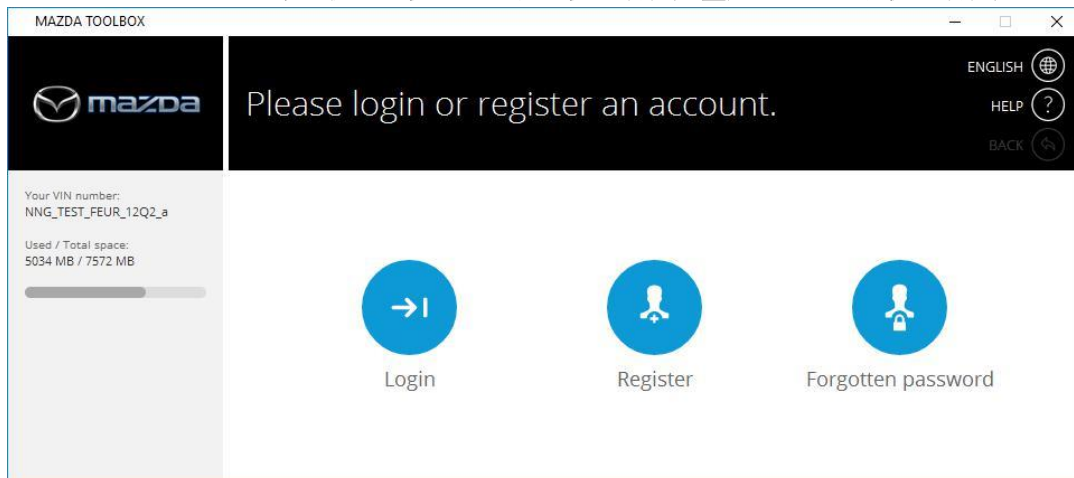 MAZDA TOOLBOX
mazda
Please login or register an account.
ENGLISH
HELP
BACK
Your VIN number:
NNG_TEST_FEUR_12Q2_a
Used / Total space:
5034 MB / 7572 MB
Login
Register
Forgotten password